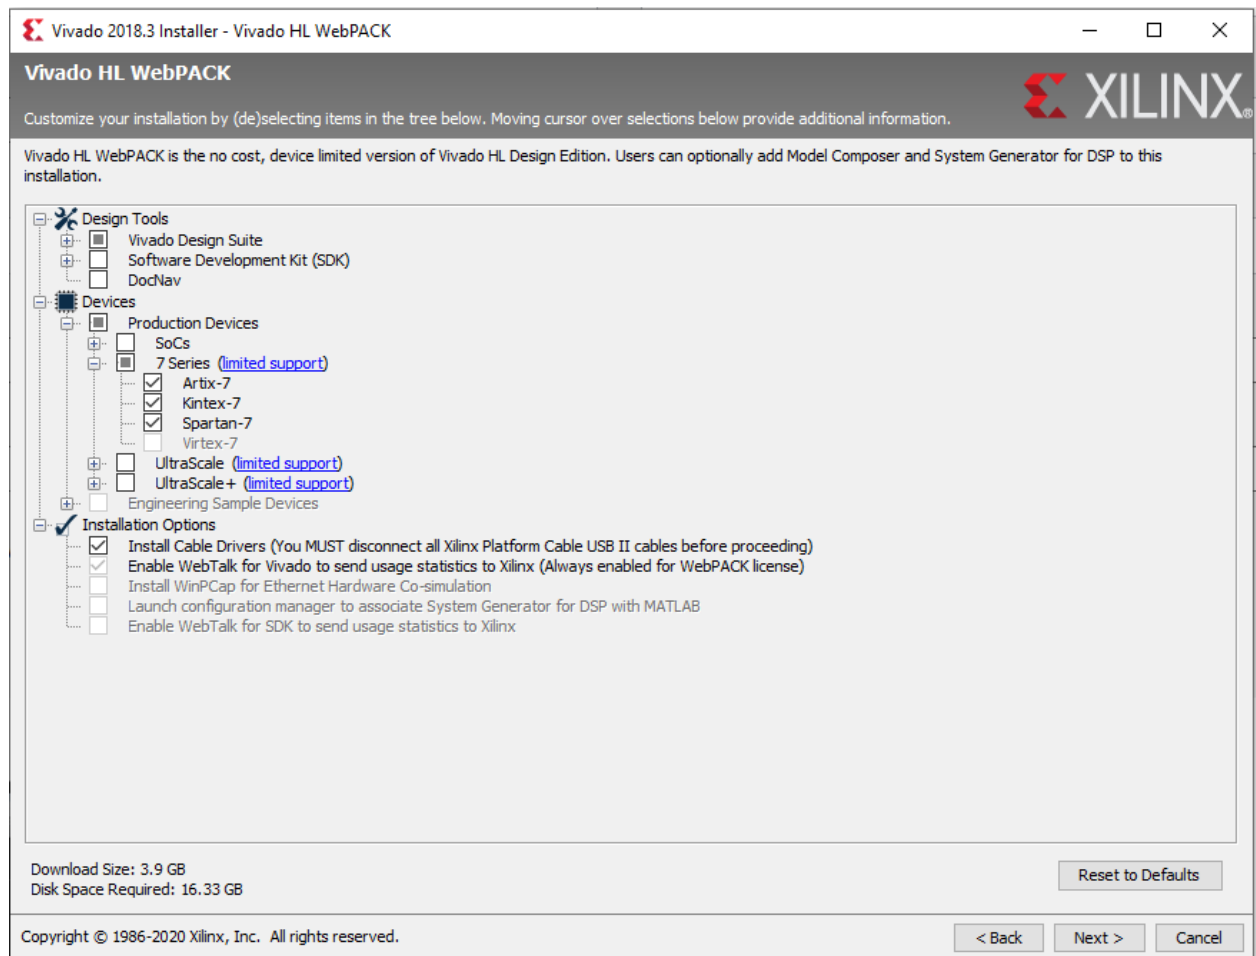 Vivado 2018.3 Installer - Vivado HL WebPACK
Vivado HL WebPACK
XILINX®
Customize your installation by (de)selecting items in the tree below. Moving cursor over selections below provide additional information.
Vivado HL WebPACK is the no cost, device limited version of Vivado HL Design Edition. Users can optionally add Model Composer and System Generator for DSP to this
installation.
Design Tools
Vivado Design Suite
Software Development Kit (SDK)
DocNav
Devices
Production Devices
SoCs
7 Series (limited support)
Artix-7
Kintex-7
Spartan-7
Virtex-7
UltraScale (limited support)
UltraScale+ (limited support)
Engineering Sample Devices
Installation Options
Install Cable Drivers (You MUST disconnect all Xilinx Platform Cable USB II cables before proceeding)
Enable WebTalk for Vivado to send usage statistics to Xilinx (Always enabled for WebPACK license)
Install WinPCap for Ethernet Hardware Co-simulation
Launch configuration manager to associate System Generator for DSP with MATLAB
Enable WebTalk for SDK to send usage statistics to Xilinx
Download Size: 3.9 GB
Disk Space Required: 16.33 GB
Reset to Defaults
Copyright © 1986-2020 Xilinx, Inc. All rights reserved.
< Back
Next >
Cancel